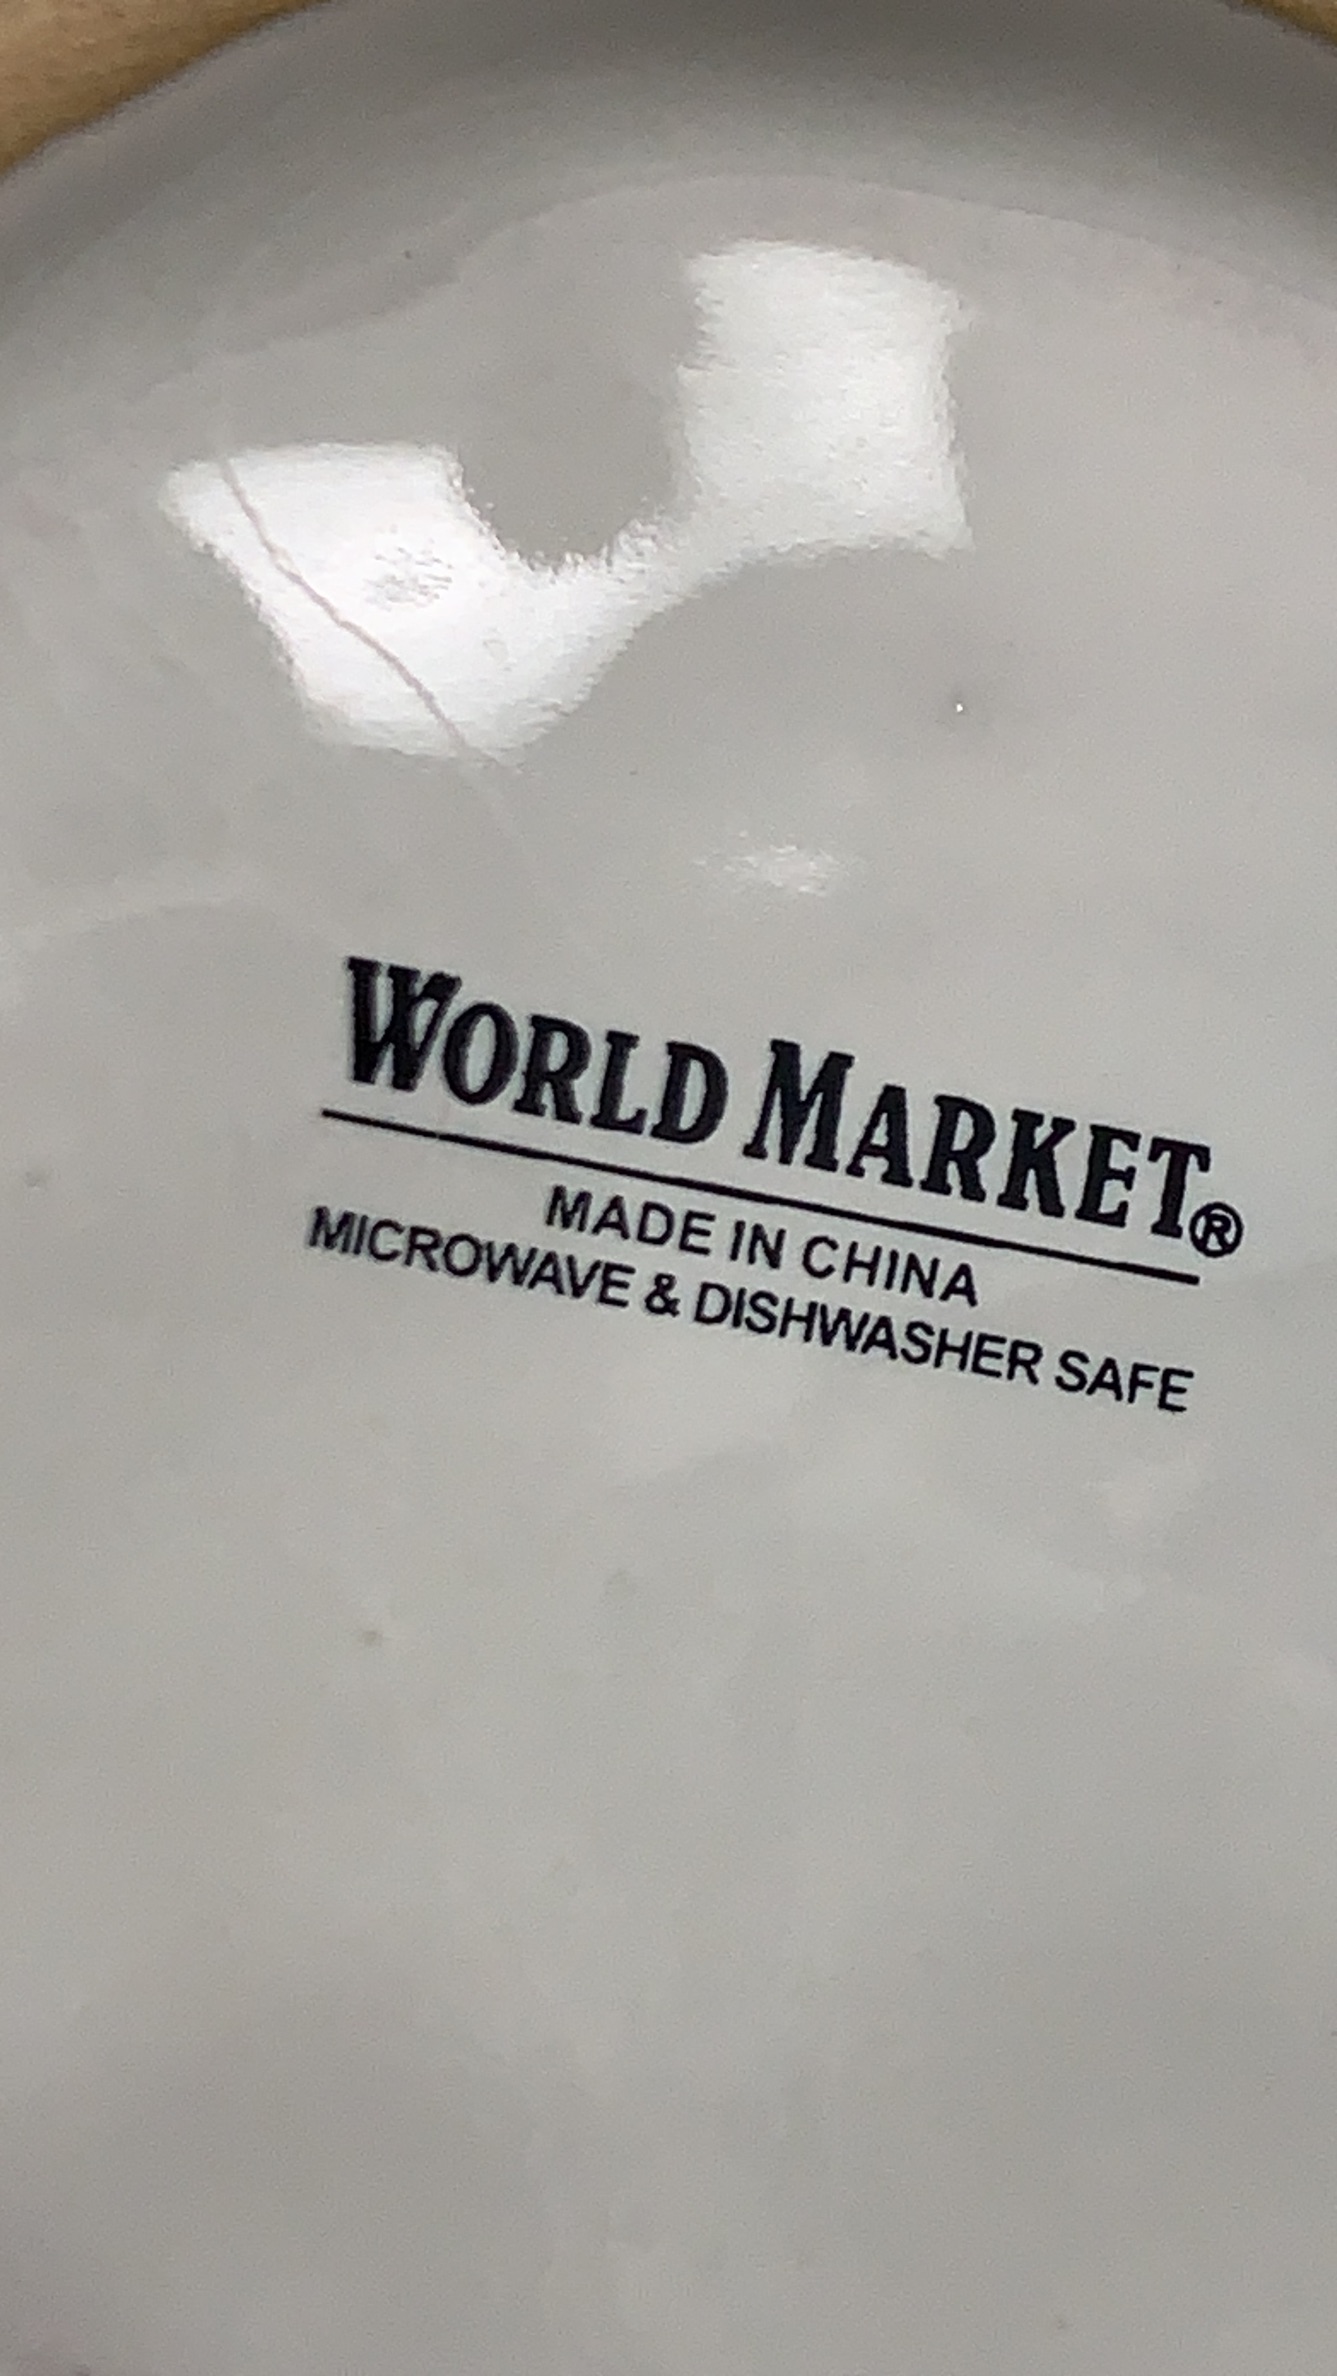 WORLD MARKET®
MADE IN CHINA
MICROWAVE & DISHWASHER SAFE